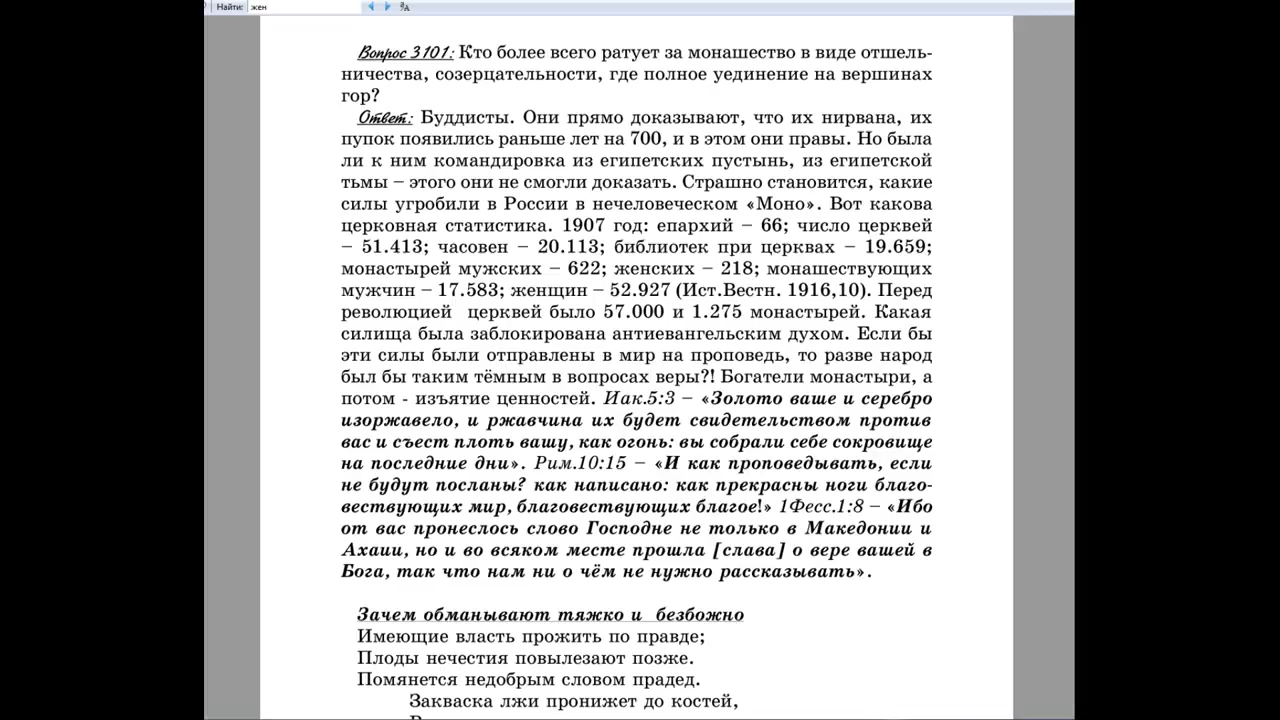 Найти: жен
Вопрос 3101: Кто более всего ратует за монашество в виде отшель-
ничества, созерцательности, где полное уединение на вершинах
гор?
Ответ: Буддисты. Они прямо доказывают, что их нирвана, их
пупок появились раньше лет на 700, и в этом они правы. Но была
ли к ним командировка из египетских пустынь, из египетской
тьмы – этого они не смогли доказать. Страшно становится, какие
силы угробили в России в нечеловеческом «Моно». Вот какова
церковная статистика. 1907 год: епархий – 66; число церквей
– 51.413; часовен – 20.113; библиотек при церквах – 19.659;
монастырей мужских – 622; женских – 218; монашествующих
мужчин – 17.583; женщин – 52.927 (Ист.Вестн. 1916,10). Перед
революцией церквей было 57.000 и 1.275 монастырей. Какая
силища была заблокирована антиевангельским духом. Если бы
эти силы были отправлены в мир на проповедь, то разве народ
был бы таким тёмным в вопросах веры?! Богатели монастыри, а
потом - изъятие ценностей. Иак.5:3 – «Золото ваше и серебро
изоржавело, и ржавчина их будет свидетельством против
вас и съест плоть вашу, как огонь: вы собрали себе сокровище
на последние дни». Рим.10:15 – «И как проповедывать, если
не будут посланы? как написано: как прекрасны ноги благо-
вествующих мир, благовествующих благое!» 1Фесс.1:8 – «Ибо
от вас пронеслось слово Господне не только в Македонии и
Ахаии, но и во всяком месте прошла [слава] о вере вашей в
Бога, так что нам ни о чём не нужно рассказывать».
Зачем обманывают тяжко и безбожно
Имеющие власть прожить по правде;
Плоды нечестия повылезают позже.
Помянется недобрым словом прадед.
Закваска лжи пронижет до костей,